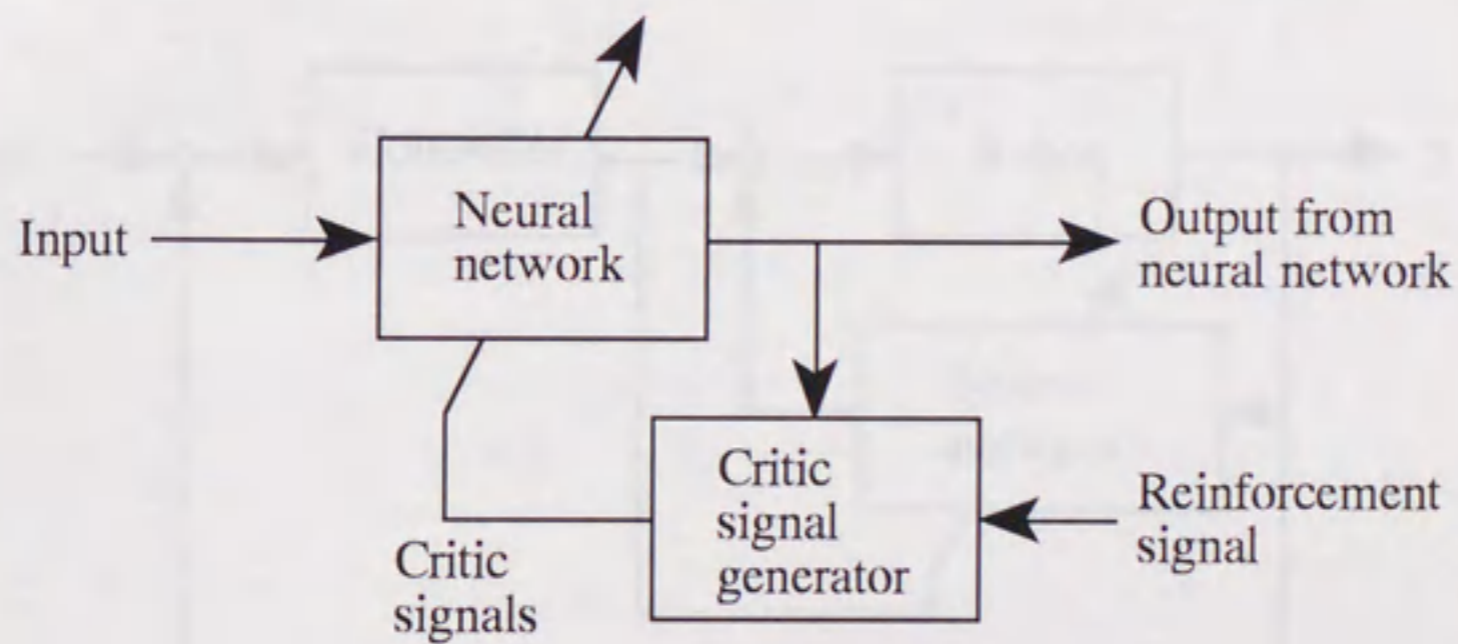 Input
Neural
network
Output from
neural network
Critic
signal
generator
Reinforcement
signal
Critic
signals